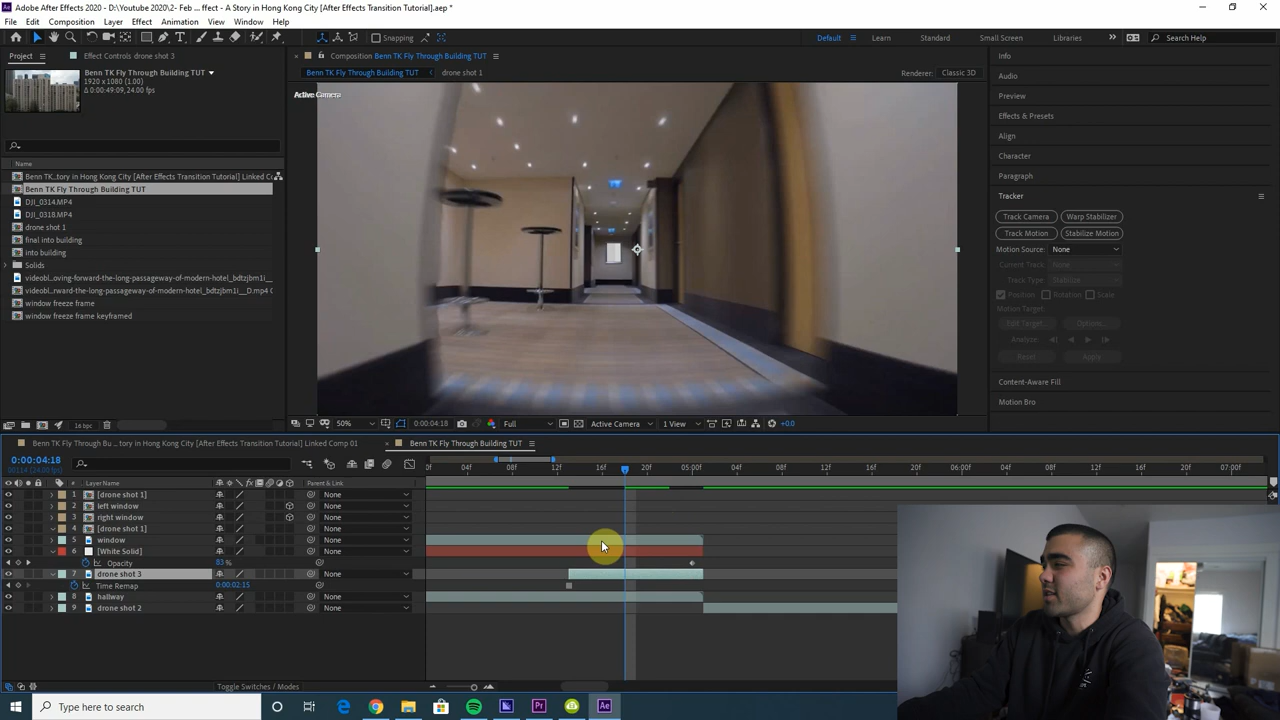 Adobe After Effects 2020 - D:\Youtube 2020\2- Feb ... ffect - A Story in Hong Kong City [After Effects Transition Tutorial].aep *
File Edit Composition Layer Effect Animation View Window Help
Snapping Default Learn Standard Small Screen Libraries Search Help
Project Effect Controls drone shot 3
Benn TK Fly Through Building TUT
1920 x 1080 (1.00)
Δ 0:00:49:09, 24.00 fps
Name
Benn TK...tory in Hong Kong City [After Effects Transition Tutorial] Linked Co
Benn TK Fly Through Building TUT
DJI_0314.MP4
DJI_0318.MP4
drone shot 1
final into building
into building
Solids
videobl...oving-forward-the-long-passageway-of-modern-hotel_bdtzjbm1i__
videobl...rward-the-long-passageway-of-modern-hotel_bdtzjbm1i__D.mp4 C
window freeze frame
window freeze frame keyframed
16 bpc
Composition Benn TK Fly Through Building TUT
Benn TK Fly Through Building TUT drone shot 1 Renderer: Classic 3D
Active Camera
50% 0:00:04:18 Full Active Camera 1 View +0.0
Info
Audio
Preview
Effects & Presets
Align
Character
Paragraph
Tracker
Track Camera Warp Stabilizer
Track Motion Stabilize Motion
Motion Source: None
Current Track: None
Track Type: Stabilize
Position Rotation Scale
Motion Target:
Edit Target... Options...
Analyze:
Reset Apply
Content-Aware Fill
Motion Bro
Benn TK Fly Through Bu ... tory in Hong Kong City [After Effects Transition Tutorial] Linked Comp 01 Benn TK Fly Through Building TUT
0:00:04:18
00114 (24.00 fps)
0f 04f 08f 12f 16f 20f 05:00f 04f 08f 12f 16f 20f 06:00f 04f 08f 12f 16f 20f 07:0
# Layer Name Parent & Link
1 [drone shot 1] None
2 left window None
3 right window None
4 [drone shot 1] None
5 window None
6 [White Solid] None
Opacity 83 %
7 drone shot 3 None
Time Remap 0:00:02:15
8 hallway None
9 drone shot 2 None
Toggle Switches / Modes
Type here to search